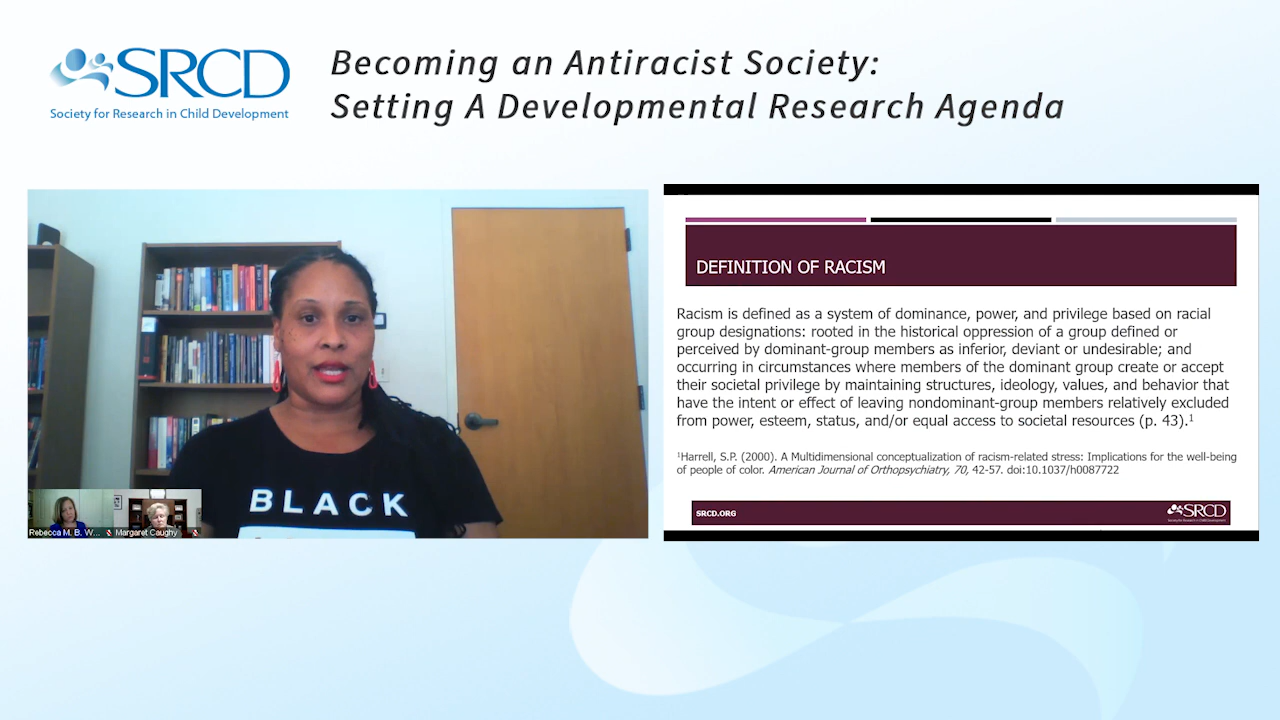 SRCD
Society for Research in Child Development
Becoming an Antiracist Society:
Setting A Developmental Research Agenda
BLACK
Rebecca M. B. W...
Margaret Caughy
DEFINITION OF RACISM
Racism is defined as a system of dominance, power, and privilege based on racial
group designations: rooted in the historical oppression of a group defined or
perceived by dominant-group members as inferior, deviant or undesirable; and
occurring in circumstances where members of the dominant group create or accept
their societal privilege by maintaining structures, ideology, values, and behavior that
have the intent or effect of leaving nondominant-group members relatively excluded
from power, esteem, status, and/or equal access to societal resources (p. 43).¹
¹Harrell, S.P. (2000). A Multidimensional conceptualization of racism-related stress: Implications for the well-being
of people of color. American Journal of Orthopsychiatry, 70, 42-57. doi:10.1037/h0087722
SRCD.ORG
SRCD
Society for Research in Child Development